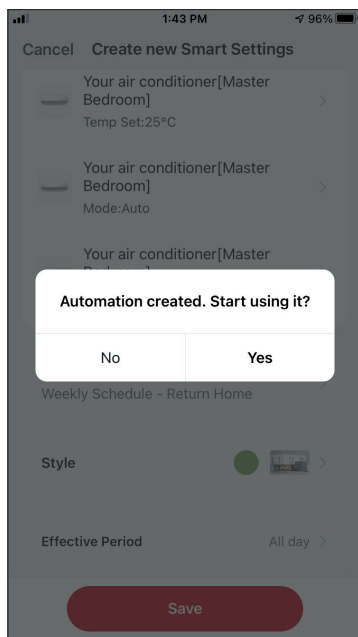 1:43 PM
96%
Cancel Create new Smart Settings
Your air conditioner[Master
Bedroom]
Temp Set:25°C
Your air conditioner[Master
Bedroom]
Mode:Auto
Your air conditioner[Master
Automation created. Start using it?
No Yes
Weekly Schedule - Return Home
Style
Effective Period All day
Save